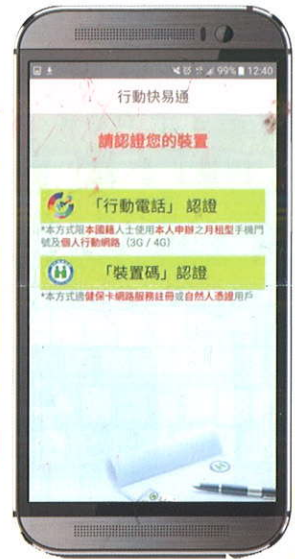 99% 12:40
行動快易通
請認證您的裝置
「行動電話」 認證
*本方式限本國籍人士使用本人申辦之月租型手機門
號及個人行動網路（3G / 4G）
「裝置碼」 認證
*本方式適健保卡網路服務註冊或自然人憑證用戶